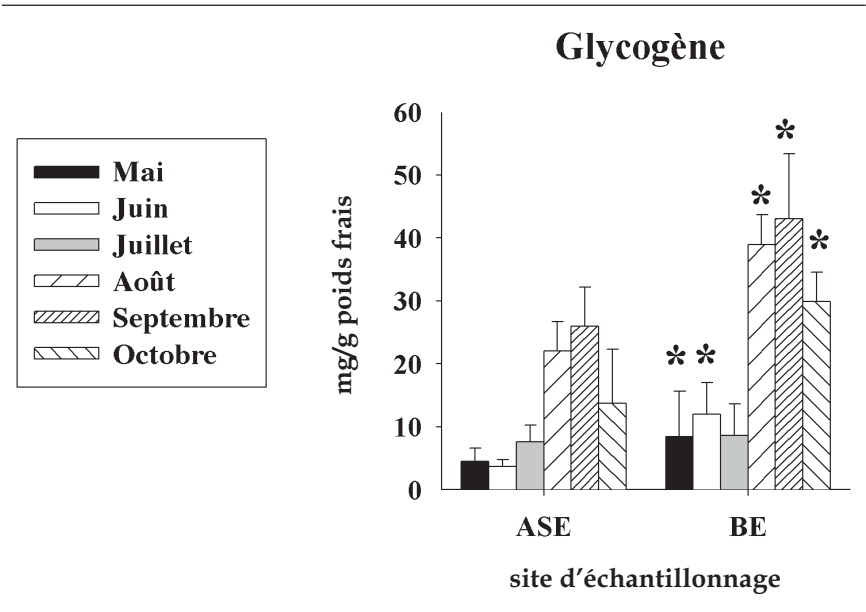 Glycogène
Mai
Juin
Juillet
Août
Septembre
Octobre
mg/g poids frais
60
50
40
30
20
10
0
* * * * *
ASE BE
site d’échantillonnage